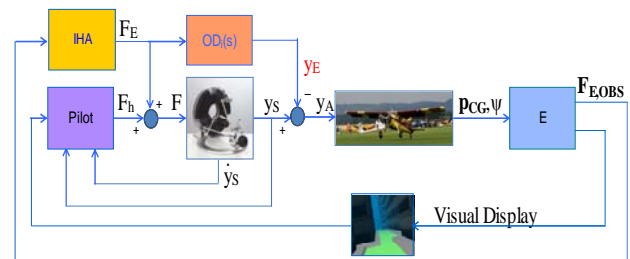 IHA
F_E
OD_i(s)
y_E
−
F_E,OBS
Pilot
F_h
+
+
F
y_S
+
y_A
p_CG,ψ
E
ẏ_S
Visual Display